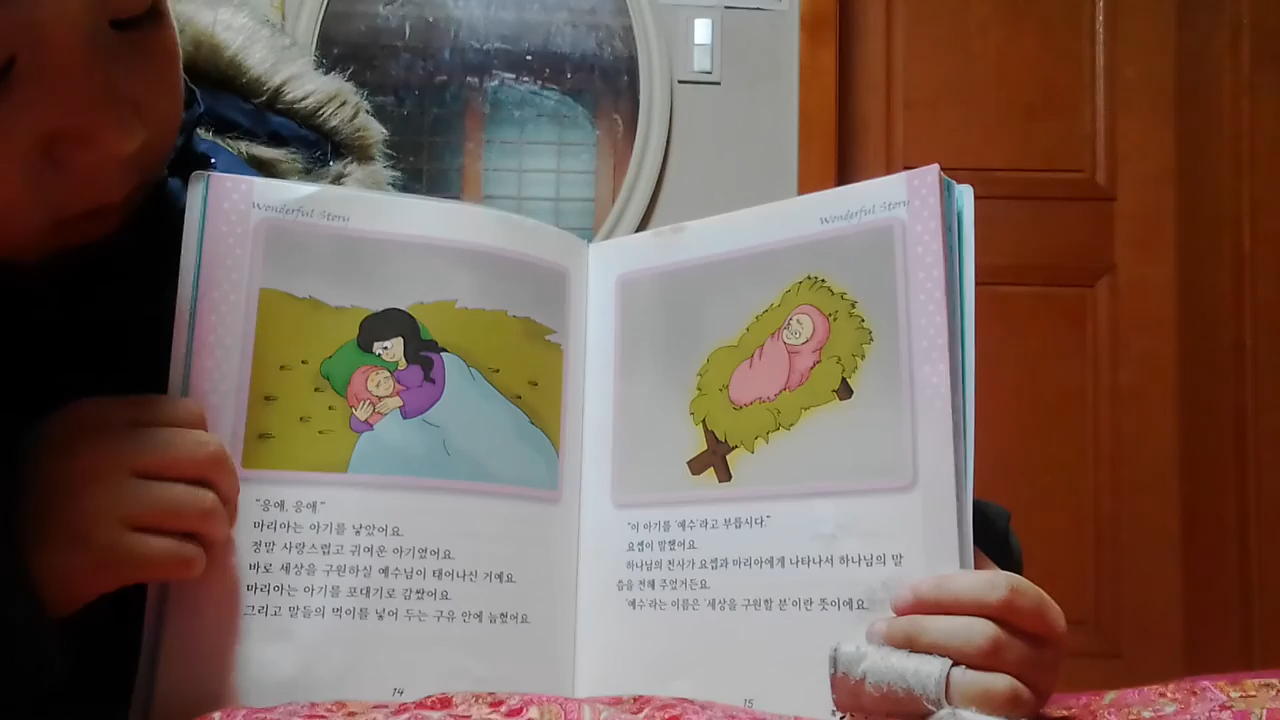 Wonderful Story
"응애, 응애."
마리아는 아기를 낳았어요.
정말 사랑스럽고 귀여운 아기였어요.
바로 세상을 구원하실 예수님이 태어나신 거예요.
마리아는 아기를 포대기로 감쌌어요.
그리고 말들의 먹이를 넣어 두는 구유 안에 눕혔어요.
14
Wonderful Story
"이 아기를 '예수'라고 부릅시다."
요셉이 말했어요.
하나님의 천사가 요셉과 마리아에게 나타나서 하나님의 말
씀을 전해 주었거든요.
'예수'라는 이름은 '세상을 구원할 분'이란 뜻이에요.
15